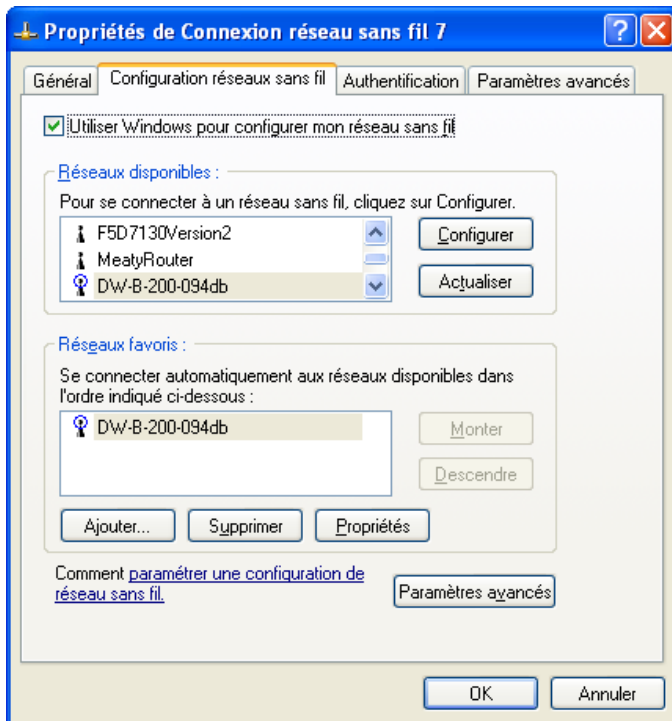 Propriétés de Connexion réseau sans fil 7
Général
Configuration réseaux sans fil
Authentification
Paramètres avancés
Utiliser Windows pour configurer mon réseau sans fil
Réseaux disponibles :
Pour se connecter à un réseau sans fil, cliquez sur Configurer.
F5D7130Version2
MeatyRouter
DW-B-200-094db
Configurer
Actualiser
Réseaux favoris :
Se connecter automatiquement aux réseaux disponibles dans
l'ordre indiqué ci-dessous :
DW-B-200-094db
Monter
Descendre
Ajouter...
Supprimer
Propriétés
Comment paramétrer une configuration de
réseau sans fil.
Paramètres avancés
OK
Annuler